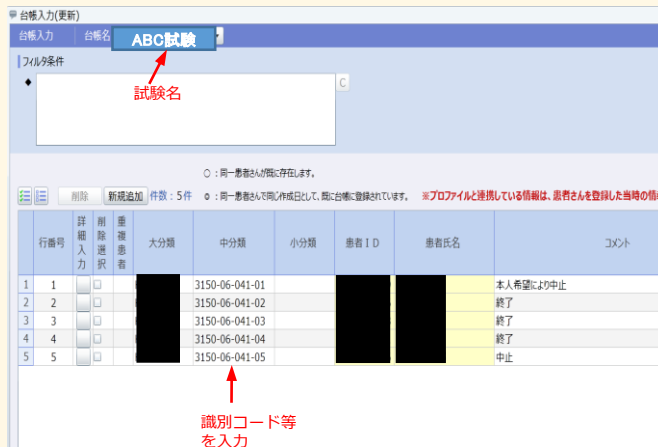 台帳入力(更新)
台帳入力 台帳名 ABC試験
フィルタ条件
試験名
◆
C
○ : 同一患者さんが既に存在します。
削除 新規追加 件数 : 5件 ◎ : 同一患者さんで同じ作成日として、既に台帳に登録されています。 ※プロファイルと連携している情報は、患者さんを登録した当時の情
行番号 詳細入力 削除選択 重複患者 大分類 中分類 小分類 患者ID 患者氏名 コメント
1 1 3150-06-041-01 本人希望により中止
2 2 3150-06-041-02 終了
3 3 3150-06-041-03 終了
4 4 3150-06-041-04 終了
5 5 3150-06-041-05 中止
識別コード等
を入力